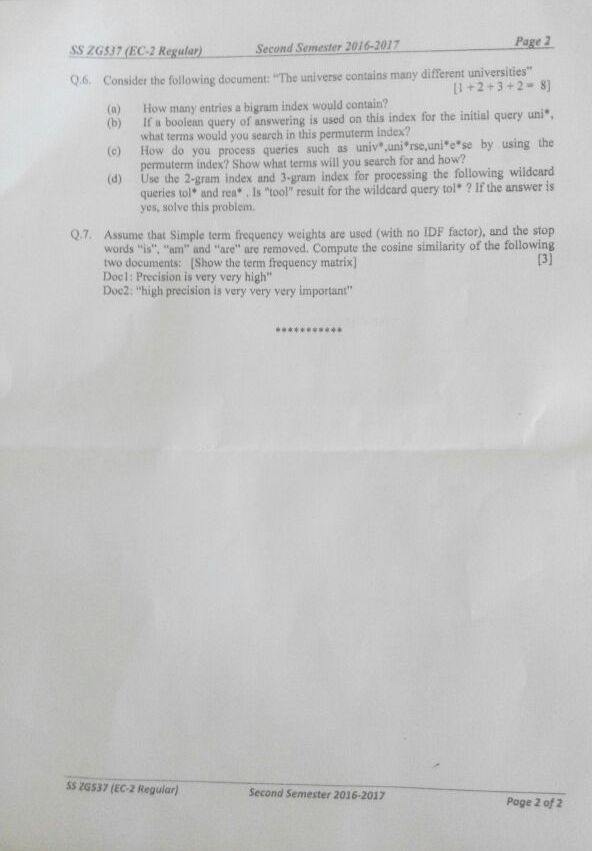 SS ZG537 (EC-2 Regular) Second Semester 2016-2017 Page 2
Q.6. Consider the following document: "The universe contains many different universities"
[1 + 2 + 3 + 2 = 8]
(a) How many entries a bigram index would contain?
(b) If a boolean query of answering is used on this index for the initial query uni*,
what terms would you search in this permuterm index?
(c) How do you process queries such as univ*,uni*rse,uni*e*se by using the
permuterm index? Show what terms will you search for and how?
(d) Use the 2-gram index and 3-gram index for processing the following wildcard
queries tol* and rea* . Is "tool" result for the wildcard query tol* ? If the answer is
yes, solve this problem.
Q.7. Assume that Simple term frequency weights are used (with no IDF factor), and the stop
words "is", "am" and "are" are removed. Compute the cosine similarity of the following
two documents: [Show the term frequency matrix] [3]
Doc1: Precision is very very high"
Doc2: "high precision is very very very important"
***********
SS ZG537 (EC-2 Regular) Second Semester 2016-2017 Page 2 of 2